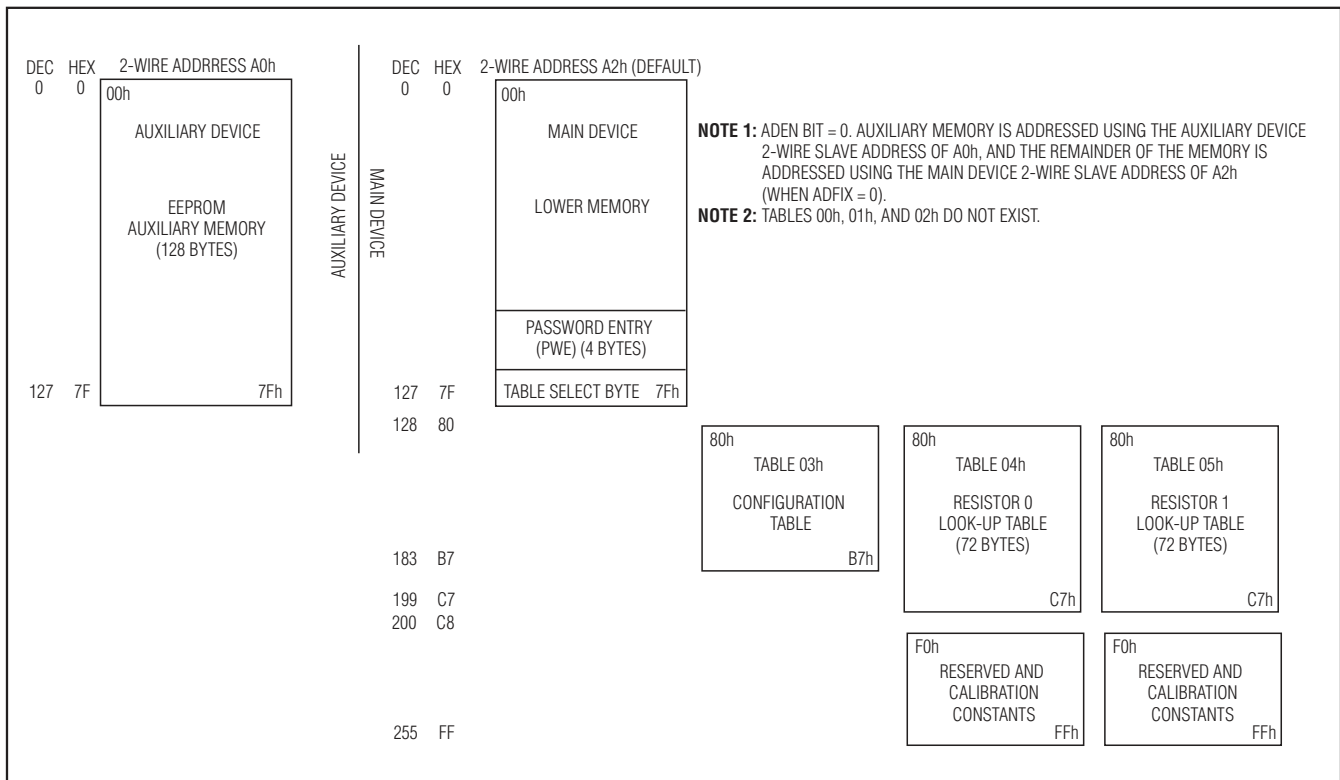 DEC HEX 2-WIRE ADDRRESS A0h
0 0
00h
AUXILIARY DEVICE
EEPROM
AUXILIARY MEMORY
(128 BYTES)
127 7F
7Fh
AUXILIARY DEVICE
MAIN DEVICE
DEC HEX 2-WIRE ADDRESS A2h (DEFAULT)
0 0
00h
MAIN DEVICE
LOWER MEMORY
PASSWORD ENTRY
(PWE) (4 BYTES)
127 7F
TABLE SELECT BYTE 7Fh
128 80
183 B7
199 C7
200 C8
255 FF
NOTE 1: ADEN BIT = 0. AUXILIARY MEMORY IS ADDRESSED USING THE AUXILIARY DEVICE
2-WIRE SLAVE ADDRESS OF A0h, AND THE REMAINDER OF THE MEMORY IS
ADDRESSED USING THE MAIN DEVICE 2-WIRE SLAVE ADDRESS OF A2h
(WHEN ADFIX = 0).
NOTE 2: TABLES 00h, 01h, AND 02h DO NOT EXIST.
80h
TABLE 03h
CONFIGURATION
TABLE
B7h
80h
TABLE 04h
RESISTOR 0
LOOK-UP TABLE
(72 BYTES)
C7h
80h
TABLE 05h
RESISTOR 1
LOOK-UP TABLE
(72 BYTES)
C7h
F0h
RESERVED AND
CALIBRATION
CONSTANTS
FFh
F0h
RESERVED AND
CALIBRATION
CONSTANTS
FFh